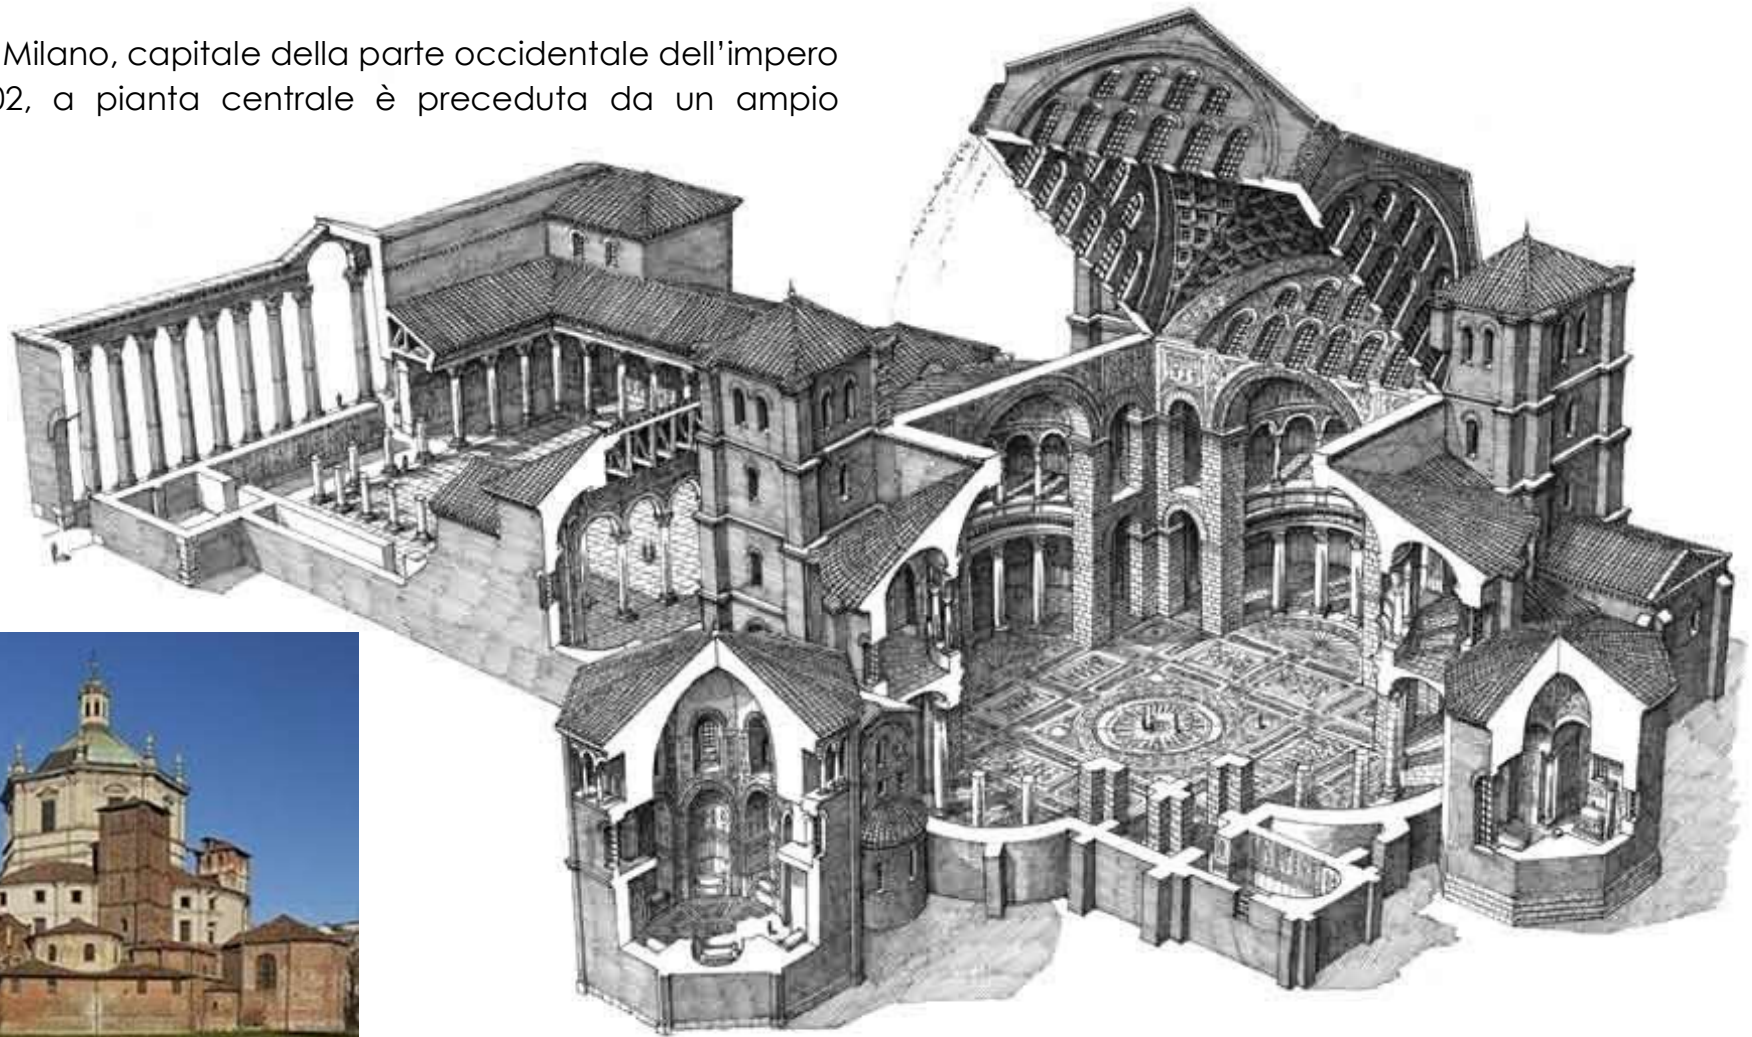 Milano, capitale della parte occidentale dell’impero
02, a pianta centrale è preceduta da un ampio